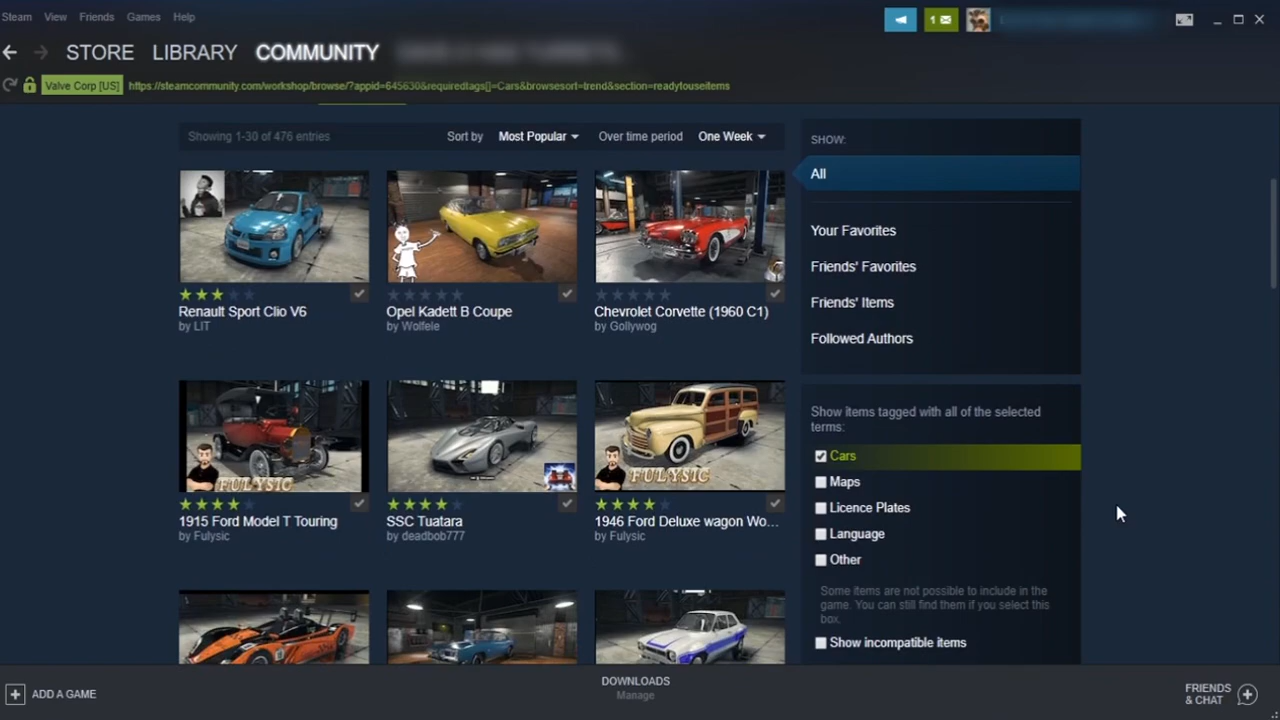 Steam View Friends Games Help
1
STORE LIBRARY COMMUNITY
Valve Corp [US] https://steamcommunity.com/workshop/browse/?appid=645630&requiredtags[]=Cars&browsesort=trend&section=readytouseitems
Showing 1-30 of 476 entries Sort by Most Popular Over time period One Week
Renault Sport Clio V6
by LIT
Opel Kadett B Coupe
by Wolfele
Chevrolet Corvette (1960 C1)
by Gollywog
FULYSIC
1915 Ford Model T Touring
by Fulysic
SSC Tuatara
by deadbob777
FULYSIC
1946 Ford Deluxe wagon Wo...
by Fulysic
SHOW:
All
Your Favorites
Friends' Favorites
Friends' Items
Followed Authors
Show items tagged with all of the selected
terms:
Cars
Maps
Licence Plates
Language
Other
Some items are not possible to include in the
game. You can still find them if you select this
box.
Show incompatible items
ADD A GAME
DOWNLOADS
Manage
FRIENDS
& CHAT